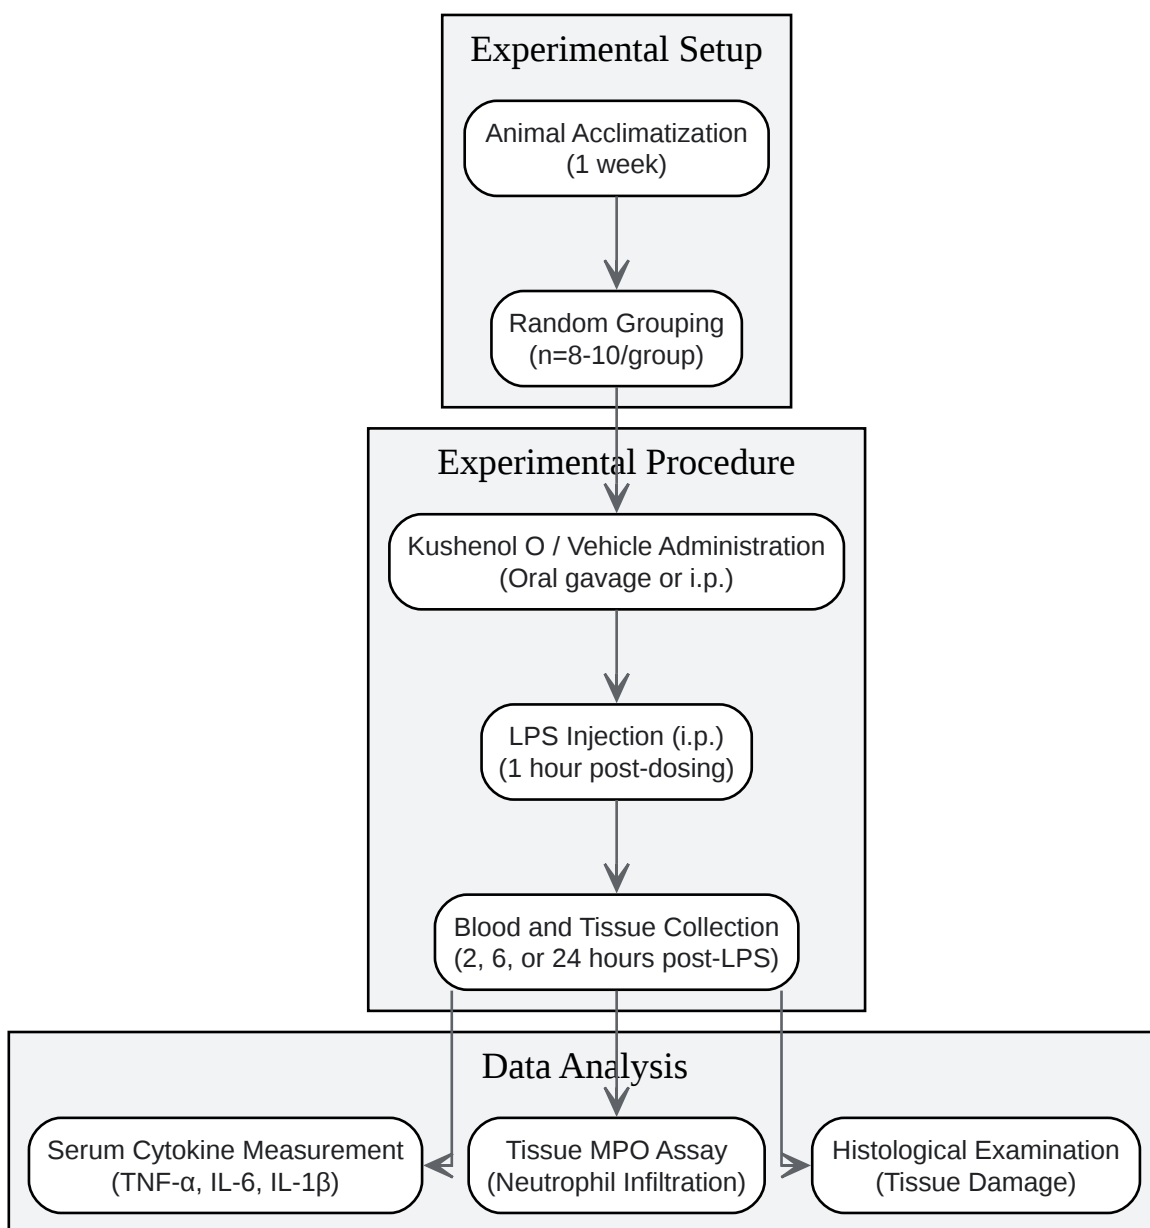 Experimental Setup
Animal Acclimatization
(1 week)
Random Grouping
(n=8-10/group)
Experimental Procedure
Kushenol O / Vehicle Administration
(Oral gavage or i.p.)
LPS Injection (i.p.)
(1 hour post-dosing)
Blood and Tissue Collection
(2, 6, or 24 hours post-LPS)
Data Analysis
Serum Cytokine Measurement
(TNF-α, IL-6, IL-1β)
Tissue MPO Assay
(Neutrophil Infiltration)
Histological Examination
(Tissue Damage)